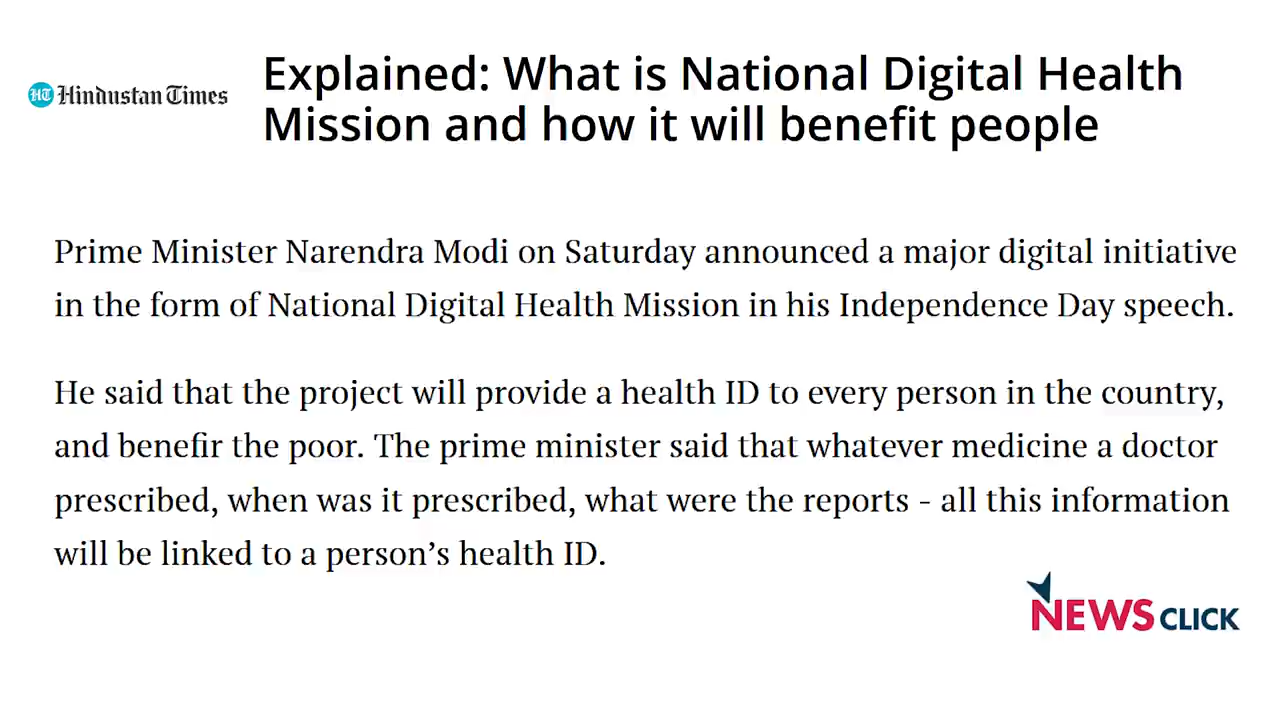 Explained: What is National Digital Health
HT Hindustan Times
Mission and how it will benefit people
Prime Minister Narendra Modi on Saturday announced a major digital initiative
in the form of National Digital Health Mission in his Independence Day speech.
He said that the project will provide a health ID to every person in the country,
and benefir the poor. The prime minister said that whatever medicine a doctor
prescribed, when was it prescribed, what were the reports - all this information
will be linked to a person's health ID.
NEWSCLICK